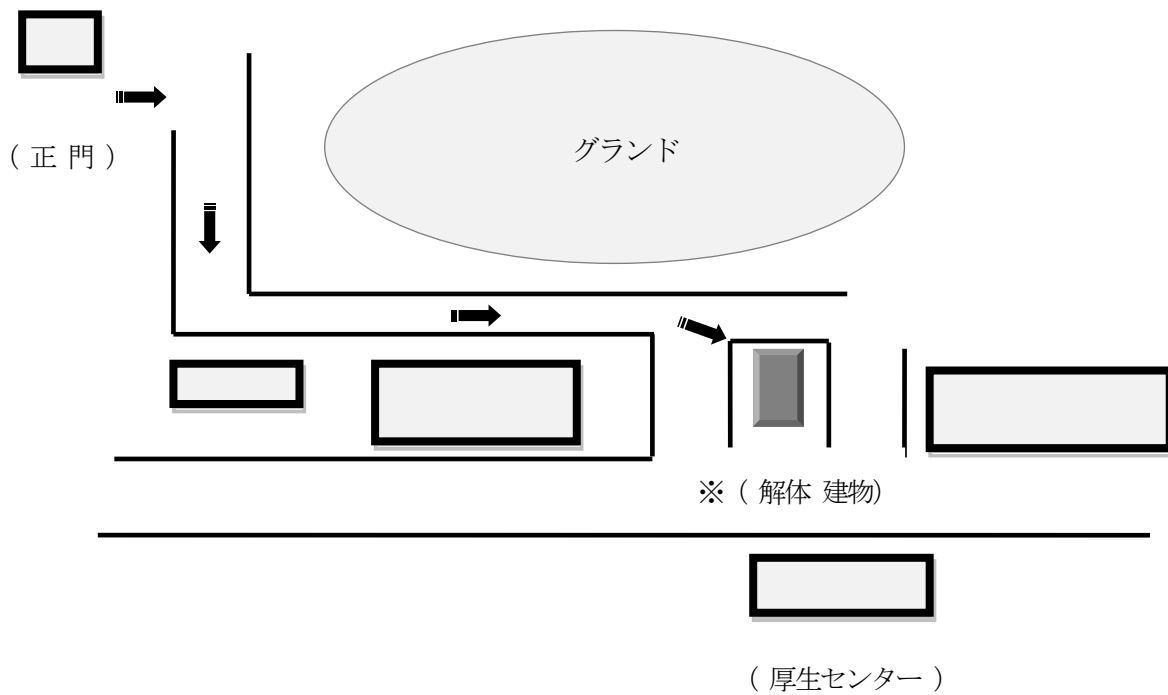 グランド
( 正 門 )
※ ( 解体 建物)
( 厚生センター )